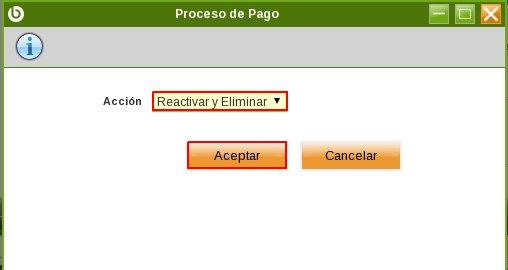 Proceso de Pago
Acción Reactivar y Eliminar
Aceptar Cancelar